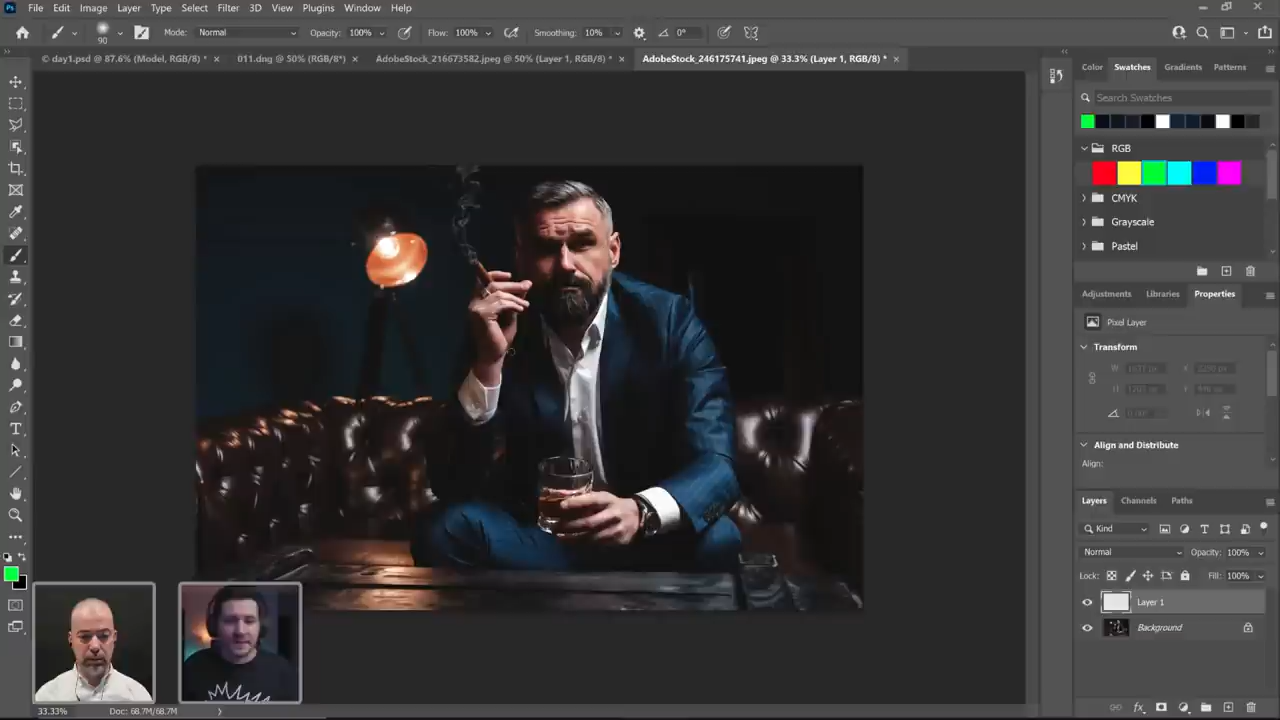 Ps File Edit Image Layer Type Select Filter 3D View Plugins Window Help
90 Mode: Normal Opacity: 100% Flow: 100% Smoothing: 10% 0°
© day1.psd @ 87.6% (Model, RGB/8) * × 011.dng @ 50% (RGB/8*) × AdobeStock_216673582.jpeg @ 50% (Layer 1, RGB/8) * × AdobeStock_246175741.jpeg @ 33.3% (Layer 1, RGB/8) * ×
Color Swatches Gradients Patterns
Search Swatches
RGB
CMYK
Grayscale
Pastel
Adjustments Libraries Properties
Pixel Layer
Transform
W H X Y
0.00°
Align and Distribute
Align:
Layers Channels Paths
Kind
Normal Opacity: 100%
Lock: Fill: 100%
Layer 1
Background
33.33% Doc: 68.7M/68.7M